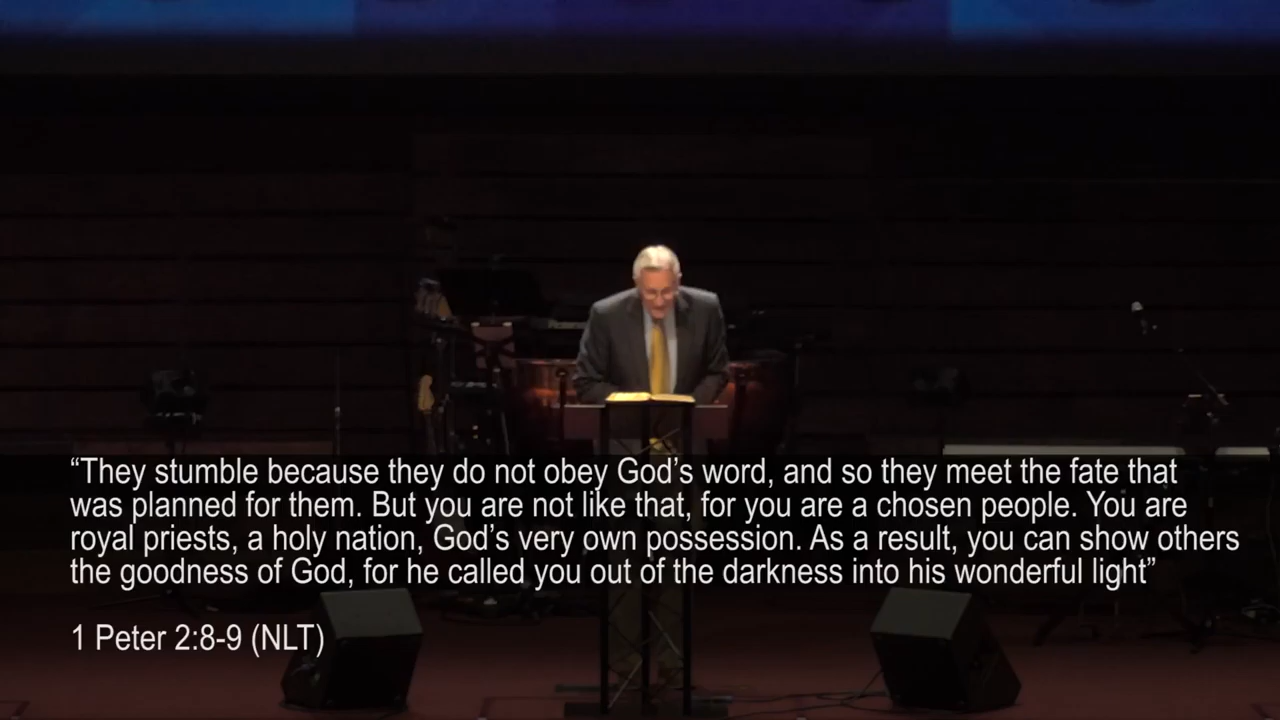 “They stumble because they do not obey God’s word, and so they meet the fate that
was planned for them. But you are not like that, for you are a chosen people. You are
royal priests, a holy nation, God’s very own possession. As a result, you can show others
the goodness of God, for he called you out of the darkness into his wonderful light”
1 Peter 2:8-9 (NLT)